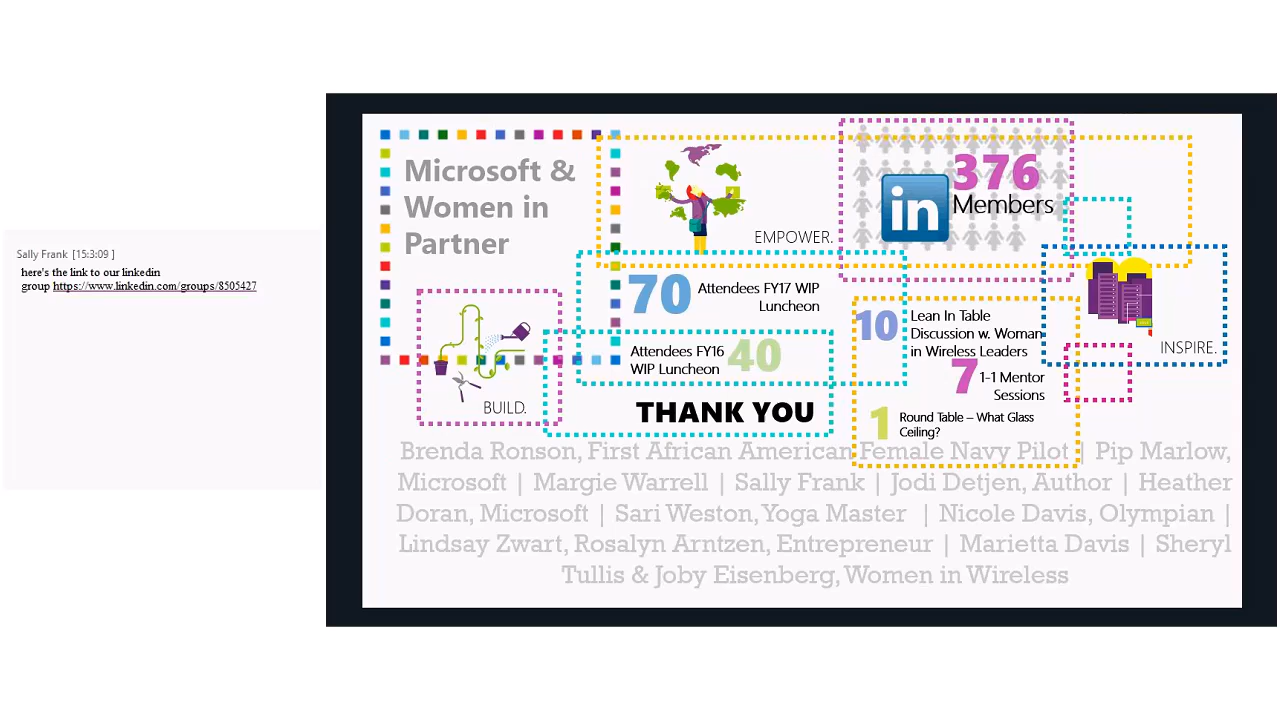 Sally Frank [15:3:09 ]
here's the link to our linkedin
group https://www.linkedin.com/groups/8505427
Microsoft &
Women in
Partner
EMPOWER.
in
376
Members
70 Attendees FY17 WIP
Luncheon
Attendees FY16 40
WIP Luncheon
BUILD.
THANK YOU
10 Lean In Table
Discussion w. Woman
in Wireless Leaders
7 1-1 Mentor
Sessions
1 Round Table – What Glass
Ceiling?
INSPIRE.
Brenda Ronson, First African American Female Navy Pilot | Pip Marlow,
Microsoft | Margie Warrell | Sally Frank | Jodi Detjen, Author | Heather
Doran, Microsoft | Sari Weston, Yoga Master | Nicole Davis, Olympian |
Lindsay Zwart, Rosalyn Arntzen, Entrepreneur | Marietta Davis | Sheryl
Tullis & Joby Eisenberg, Women in Wireless